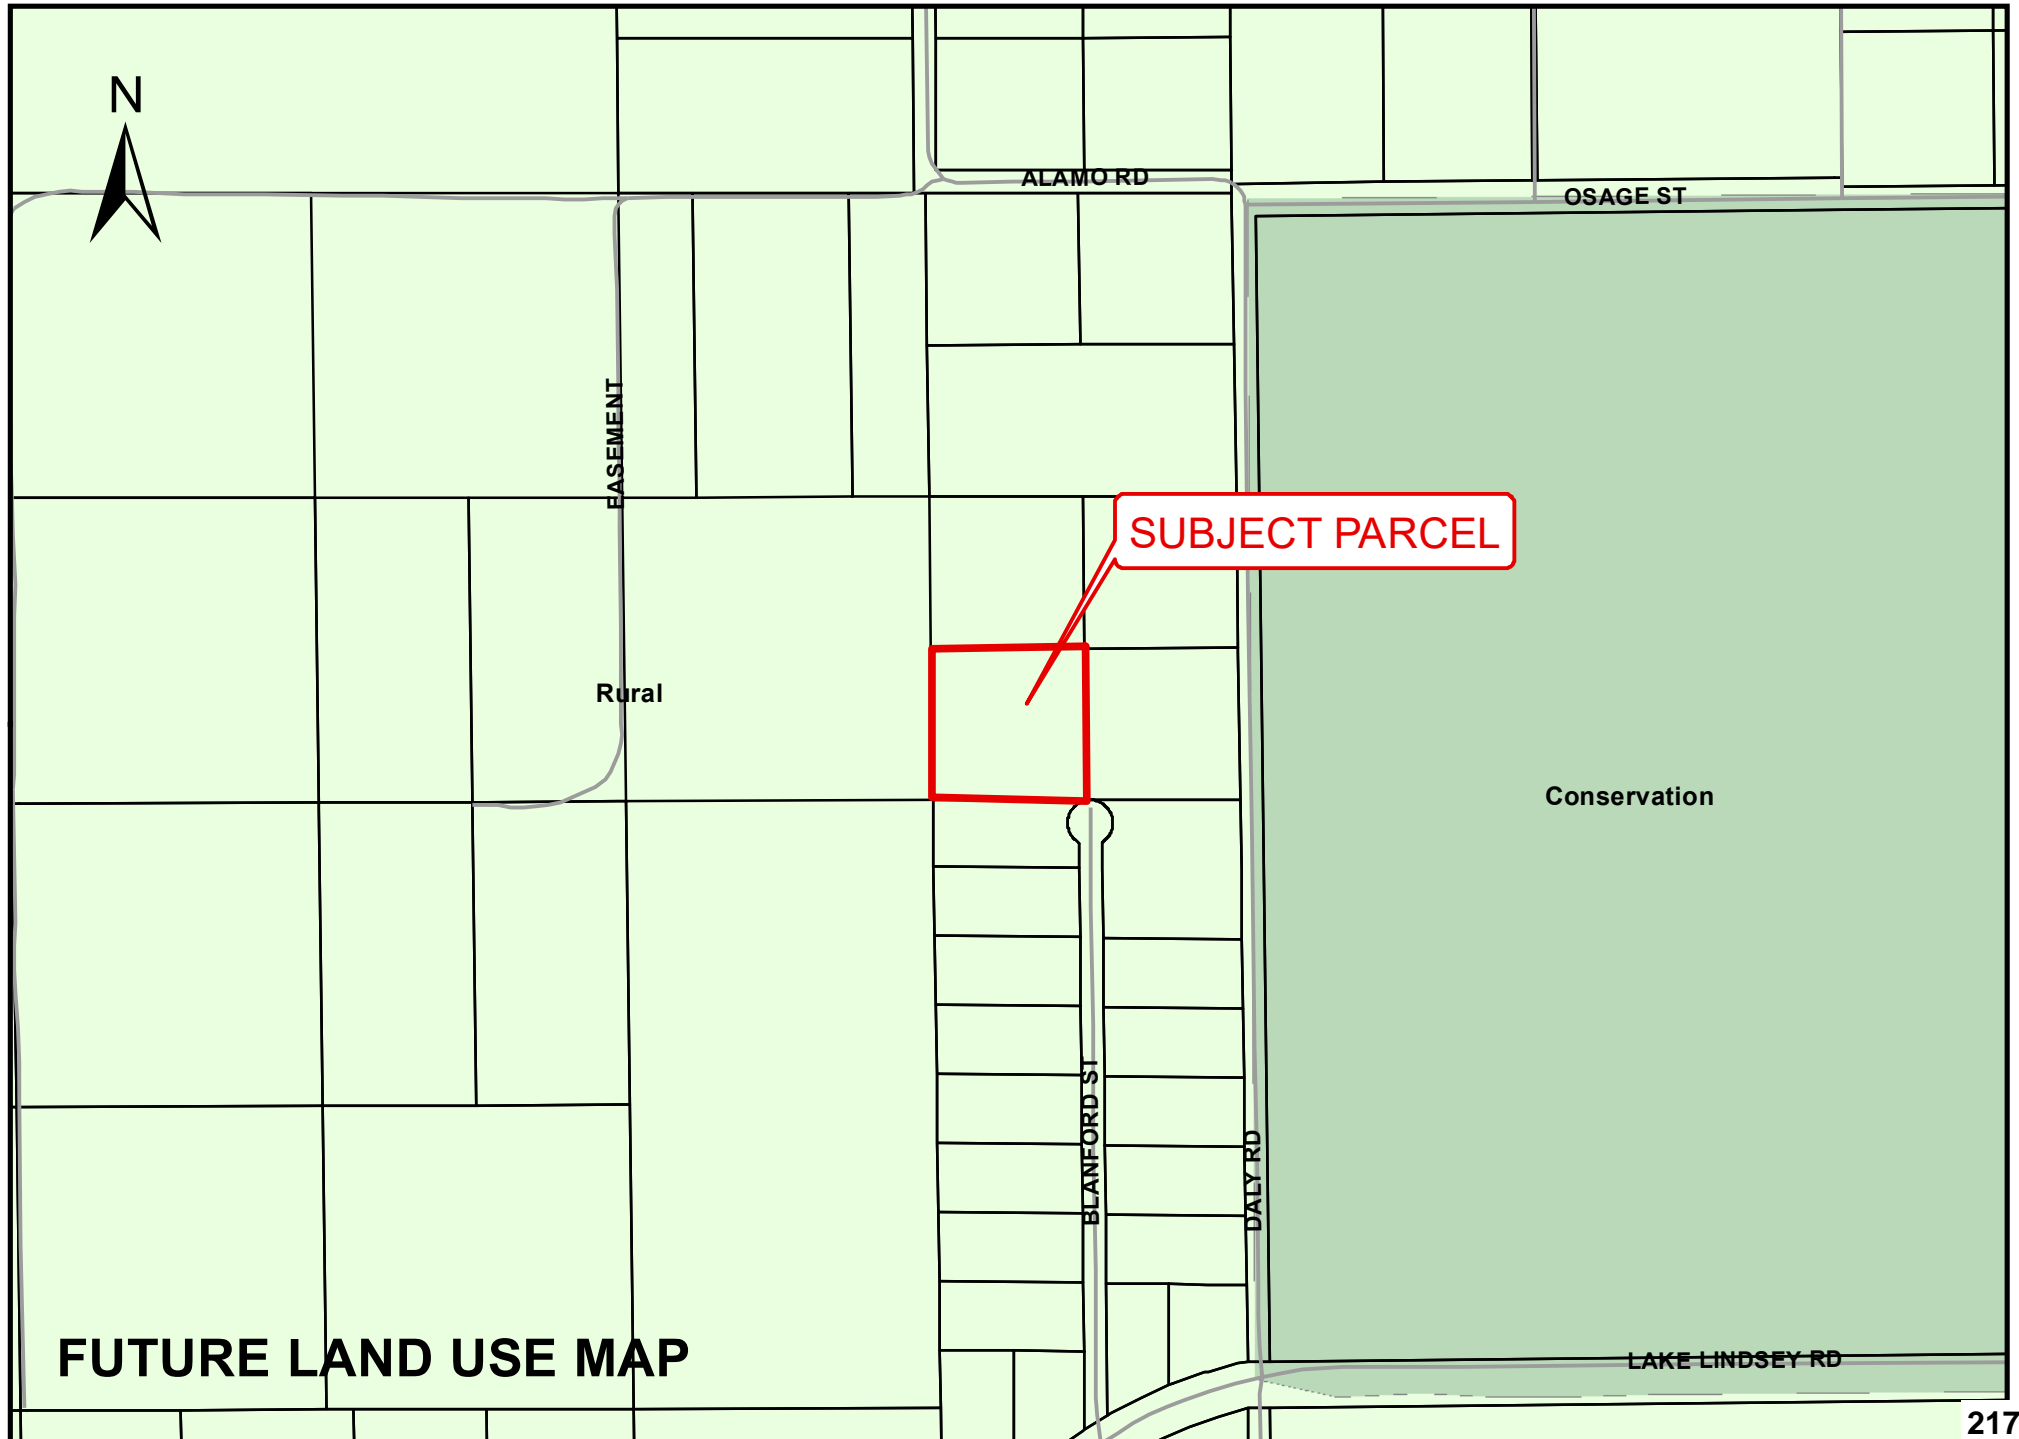 N
ALAMO RD
OSAGE ST
EASEMENT
SUBJECT PARCEL
Rural
Conservation
BLANFORD ST
DALY RD
FUTURE LAND USE MAP
LAKE LINDSEY RD
217